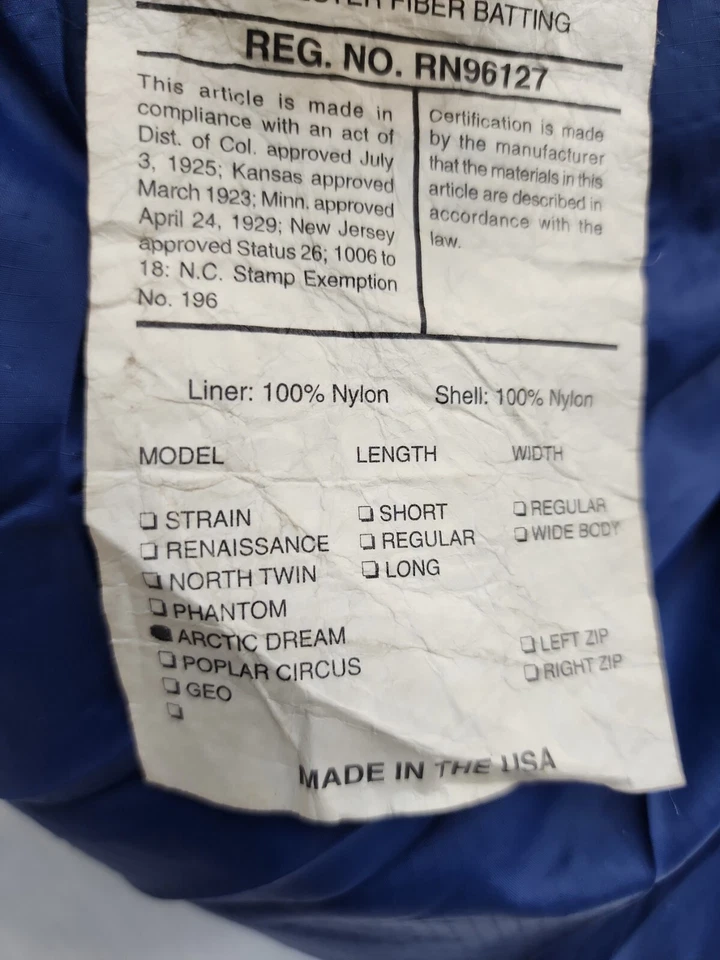 FIBER BATTING
REG. NO. RN96127
This article is made in
compliance with an act of
Dist. of Col. approved July
3, 1925; Kansas approved
March 1923; Minn. approved
April 24, 1929; New Jersey
approved Status 26; 1006 to
18: N.C. Stamp Exemption
No. 196
Certification is made
by the manufacturer
that the materials in this
article are described in
accordance with the
law.
Liner: 100% Nylon Shell: 100% Nylon
MODEL LENGTH WIDTH
STRAIN
RENAISSANCE
NORTH TWIN
PHANTOM
ARCTIC DREAM
POPLAR CIRCUS
GEO
SHORT
REGULAR
LONG
REGULAR
WIDE BODY
LEFT ZIP
RIGHT ZIP
MADE IN THE USA